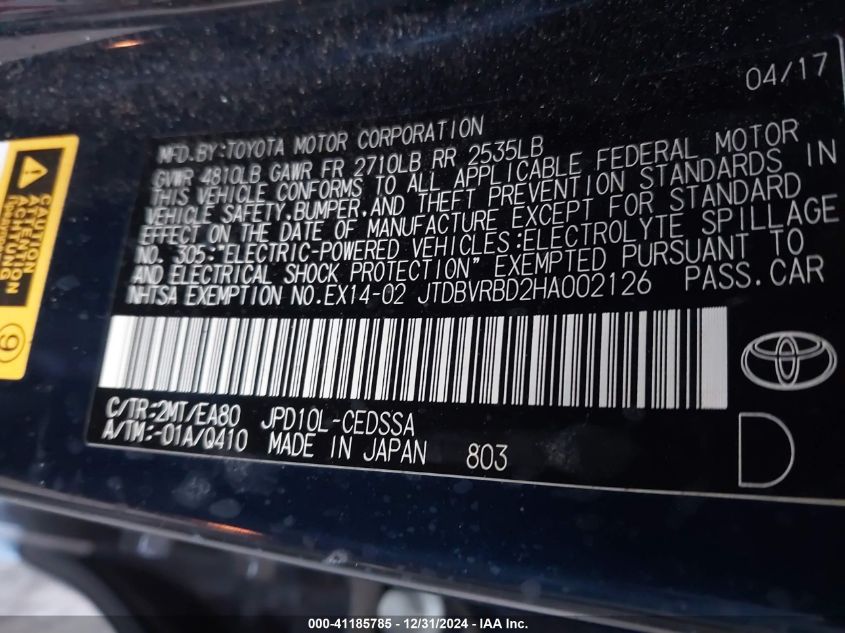 04/17
MFD.BY:TOYOTA MOTOR CORPORATION
GVWR 4810LB GAWR FR 2710LB RR 2535LB
THIS VEHICLE CONFORMS TO ALL APPLICABLE FEDERAL MOTOR
VEHICLE SAFETY,BUMPER,AND THEFT PREVENTION STANDARDS IN
EFFECT ON THE DATE OF MANUFACTURE EXCEPT FOR STANDARD
NO. 305:"ELECTRIC-POWERED VEHICLES:ELECTROLYTE SPILLAGE
AND ELECTRICAL SHOCK PROTECTION" EXEMPTED PURSUANT TO
NHTSA EXEMPTION NO.EX14-02 JTDBVRBD2HA002126 PASS.CAR
C/TR:2MT/EA80 JPD10L-CEDSSA
A/TM:-01A/Q410 MADE IN JAPAN 803
D
CAUTION
ATTENTION
9
000-41185785 - 12/31/2024 - IAA Inc.